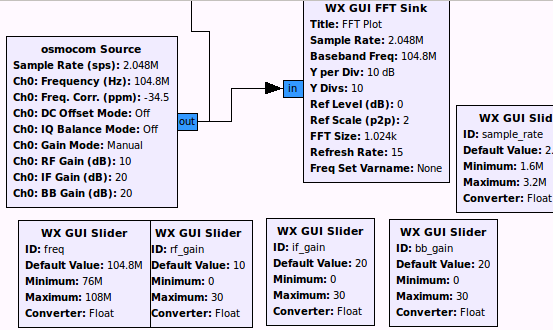 osmocom Source
Sample Rate (sps): 2.048M
Ch0: Frequency (Hz): 104.8M
Ch0: Freq. Corr. (ppm): -34.5
Ch0: DC Offset Mode: Off
Ch0: IQ Balance Mode: Off
Ch0: Gain Mode: Manual
Ch0: RF Gain (dB): 10
Ch0: IF Gain (dB): 20
Ch0: BB Gain (dB): 20
out
in
WX GUI FFT Sink
Title: FFT Plot
Sample Rate: 2.048M
Baseband Freq: 104.8M
Y per Div: 10 dB
Y Divs: 10
Ref Level (dB): 0
Ref Scale (p2p): 2
FFT Size: 1.024k
Refresh Rate: 15
Freq Set Varname: None
WX GUI Slid
ID: sample_rate
Default Value: 2.
Minimum: 1.6M
Maximum: 3.2M
Converter: Float
WX GUI Slider
ID: freq
Default Value: 104.8M
Minimum: 76M
Maximum: 108M
Converter: Float
WX GUI Slider
ID: rf_gain
Default Value: 10
Minimum: 0
Maximum: 30
Converter: Float
WX GUI Slider
ID: if_gain
Default Value: 20
Minimum: 0
Maximum: 30
Converter: Float
WX GUI Slider
ID: bb_gain
Default Value: 20
Minimum: 0
Maximum: 30
Converter: Float